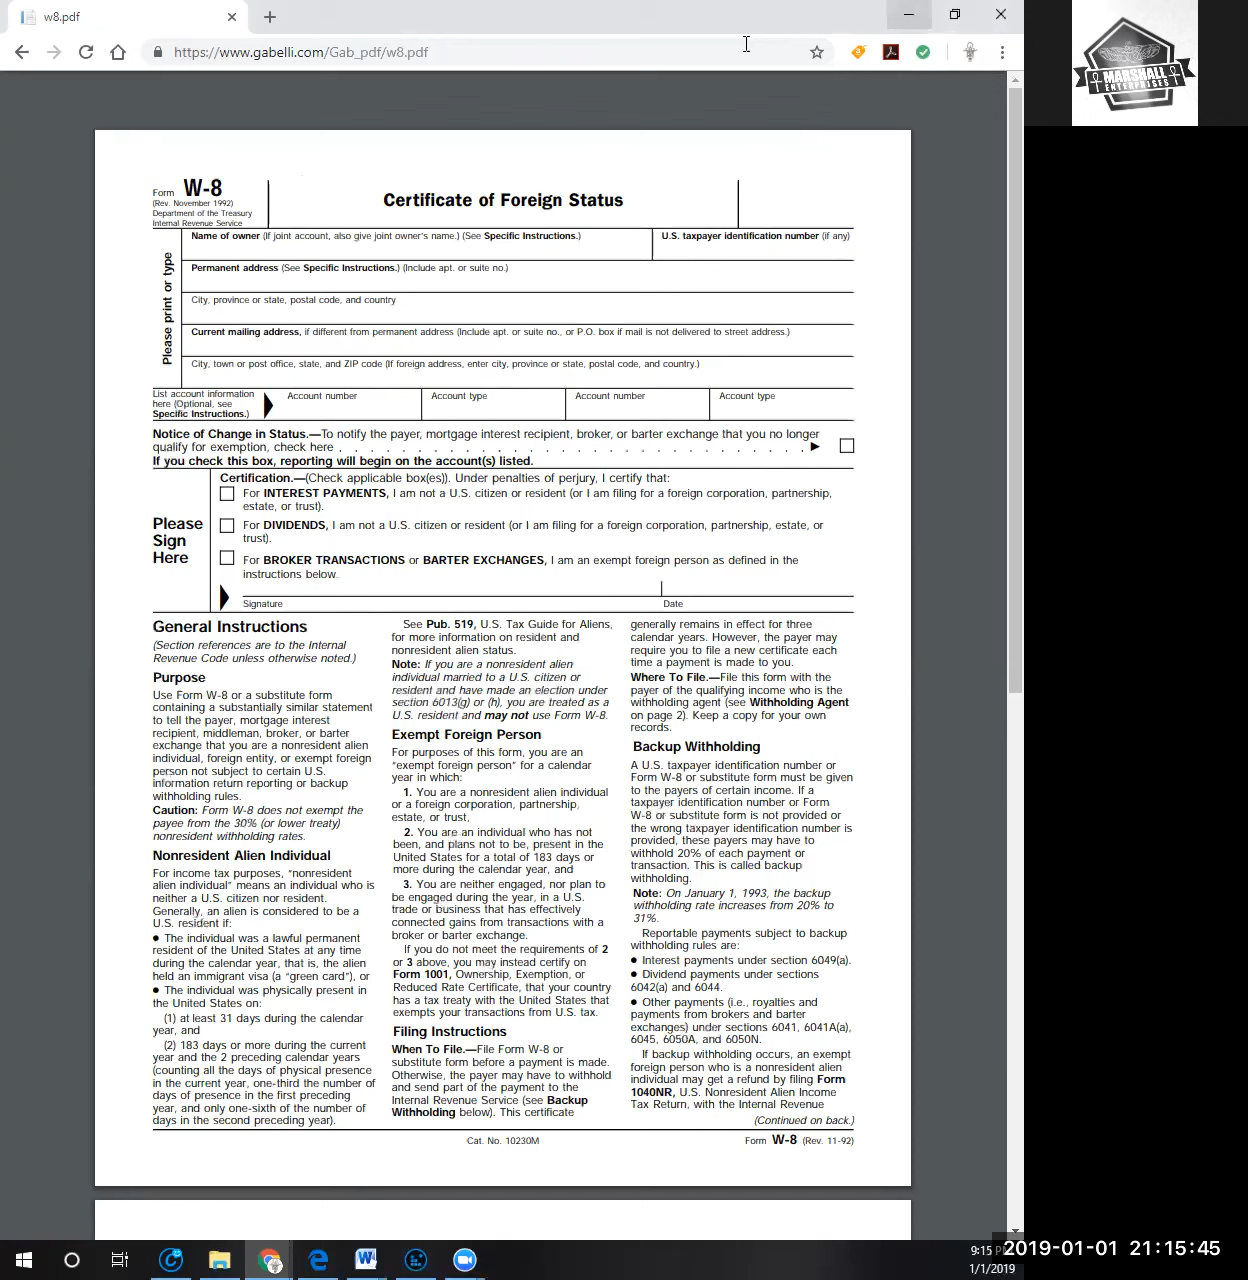 w8.pdf
https://www.gabelli.com/Gab_pdf/w8.pdf
MARSHALL
ENTERPRISES
Form W-8
(Rev. November 1992)
Department of the Treasury
Internal Revenue Service
Certificate of Foreign Status
Please print or type
Name of owner (If joint account, also give joint owner's name.) (See Specific Instructions.)
U.S. taxpayer identification number (if any)
Permanent address (See Specific Instructions.) (Include apt. or suite no.)
City, province or state, postal code, and country
Current mailing address, if different from permanent address (Include apt. or suite no., or P.O. box if mail is not delivered to street address.)
City, town or post office, state, and ZIP code (If foreign address, enter city, province or state, postal code, and country.)
List account information
here (Optional, see
Specific Instructions.)
Account number
Account type
Account number
Account type
Notice of Change in Status.—To notify the payer, mortgage interest recipient, broker, or barter exchange that you no longer
qualify for exemption, check here . . . . . . . . . . . . . . . . . . . . . . . . . .
If you check this box, reporting will begin on the account(s) listed.
Please
Sign
Here
Certification.—(Check applicable box(es)). Under penalties of perjury, I certify that:
For INTEREST PAYMENTS, I am not a U.S. citizen or resident (or I am filing for a foreign corporation, partnership,
estate, or trust).
For DIVIDENDS, I am not a U.S. citizen or resident (or I am filing for a foreign corporation, partnership, estate, or
trust).
For BROKER TRANSACTIONS or BARTER EXCHANGES, I am an exempt foreign person as defined in the
instructions below.
Signature
Date
General Instructions
(Section references are to the Internal
Revenue Code unless otherwise noted.)
Purpose
Use Form W-8 or a substitute form
containing a substantially similar statement
to tell the payer, mortgage interest
recipient, middleman, broker, or barter
exchange that you are a nonresident alien
individual, foreign entity, or exempt foreign
person not subject to certain U.S.
information return reporting or backup
withholding rules.
Caution: Form W-8 does not exempt the
payee from the 30% (or lower treaty)
nonresident withholding rates.
Nonresident Alien Individual
For income tax purposes, "nonresident
alien individual" means an individual who is
neither a U.S. citizen nor resident.
Generally, an alien is considered to be a
U.S. resident if:
● The individual was a lawful permanent
resident of the United States at any time
during the calendar year, that is, the alien
held an immigrant visa (a "green card"), or
● The individual was physically present in
the United States on:
(1) at least 31 days during the calendar
year, and
(2) 183 days or more during the current
year and the 2 preceding calendar years
(counting all the days of physical presence
in the current year, one-third the number of
days of presence in the first preceding
year, and only one-sixth of the number of
days in the second preceding year).
See Pub. 519, U.S. Tax Guide for Aliens,
for more information on resident and
nonresident alien status.
Note: If you are a nonresident alien
individual married to a U.S. citizen or
resident and have made an election under
section 6013(g) or (h), you are treated as a
U.S. resident and may not use Form W-8.
Exempt Foreign Person
For purposes of this form, you are an
"exempt foreign person" for a calendar
year in which:
1. You are a nonresident alien individual
or a foreign corporation, partnership,
estate, or trust,
2. You are an individual who has not
been, and plans not to be, present in the
United States for a total of 183 days or
more during the calendar year, and
3. You are neither engaged, nor plan to
be engaged during the year, in a U.S.
trade or business that has effectively
connected gains from transactions with a
broker or barter exchange.
If you do not meet the requirements of 2
or 3 above, you may instead certify on
Form 1001, Ownership, Exemption, or
Reduced Rate Certificate, that your country
has a tax treaty with the United States that
exempts your transactions from U.S. tax.
Filing Instructions
When To File.—File Form W-8 or
substitute form before a payment is made.
Otherwise, the payer may have to withhold
and send part of the payment to the
Internal Revenue Service (see Backup
Withholding below). This certificate
generally remains in effect for three
calendar years. However, the payer may
require you to file a new certificate each
time a payment is made to you.
Where To File.—File this form with the
payer of the qualifying income who is the
withholding agent (see Withholding Agent
on page 2). Keep a copy for your own
records.
Backup Withholding
A U.S. taxpayer identification number or
Form W-8 or substitute form must be given
to the payers of certain income. If a
taxpayer identification number or Form
W-8 or substitute form is not provided or
the wrong taxpayer identification number is
provided, these payers may have to
withhold 20% of each payment or
transaction. This is called backup
withholding.
Note: On January 1, 1993, the backup
withholding rate increases from 20% to
31%.
Reportable payments subject to backup
withholding rules are:
● Interest payments under section 6049(a).
● Dividend payments under sections
6042(a) and 6044.
● Other payments (i.e., royalties and
payments from brokers and barter
exchanges) under sections 6041, 6041A(a),
6045, 6050A, and 6050N.
If backup withholding occurs, an exempt
foreign person who is a nonresident alien
individual may get a refund by filing Form
1040NR, U.S. Nonresident Alien Income
Tax Return, with the Internal Revenue
(Continued on back.)
Cat. No. 10230M
Form W-8 (Rev. 11-92)
9:15 P
1/1/2019
2019-01-01 21:15:45